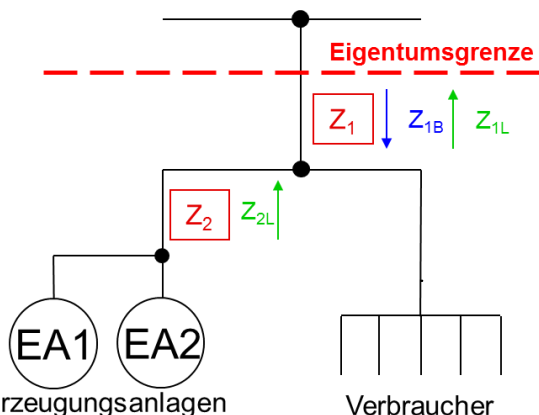 Eigentumsgrenze
Z1 Z1B Z1L
Z2 Z2L
EA1 EA2
rzeugungsanlagen Verbraucher